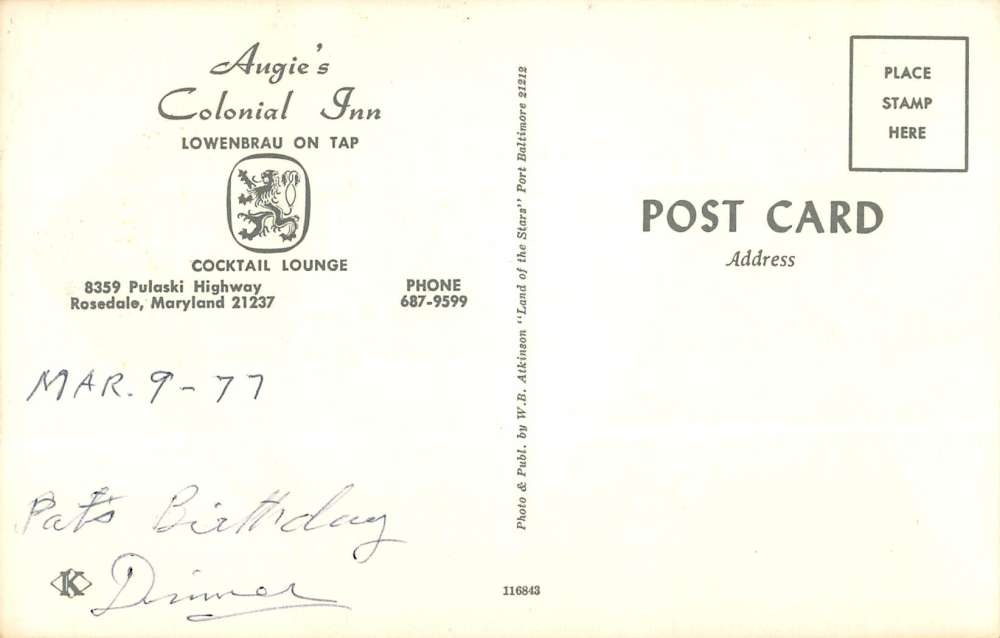 Augie's
Colonial Inn
LOWENBRAU ON TAP
COCKTAIL LOUNGE
8359 Pulaski Highway
Rosedale, Maryland 21237
PHONE
687-9599
MAR. 9-77
Pat's Birthday
Dinner
K
Photo & Publ. by W.B. Atkinson "Land of the Stars" Port Baltimore 21212
116843
PLACE
STAMP
HERE
POST CARD
Address